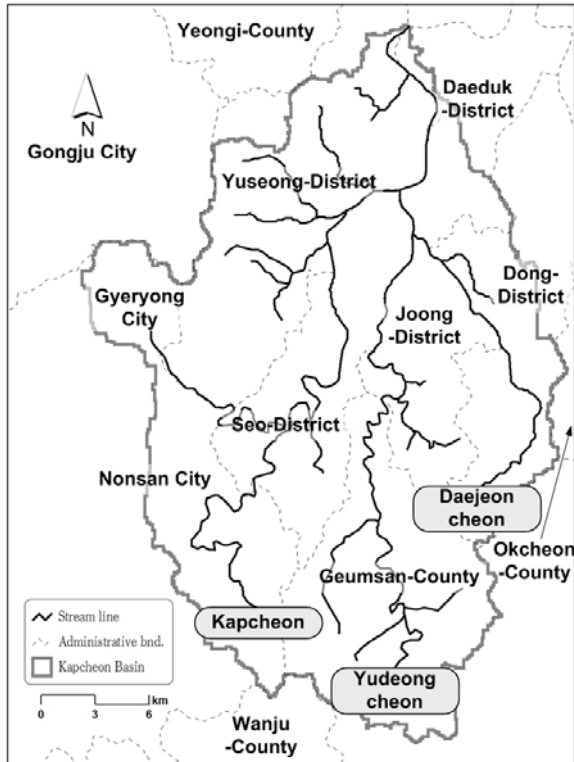 Yeongi-County
Daeduk
-District
N
Gongju City
Yuseong-District
Dong-
District
Gyeryong
City
Joong
-District
Seo-District
Nonsan City
Daejeon
cheon
Okcheon
-County
Geumsan-County
Kapcheon
Stream line
Administrative bnd.
Kapcheon Basin
Yudeong
cheon
km
0 3 6
Wanju
-County